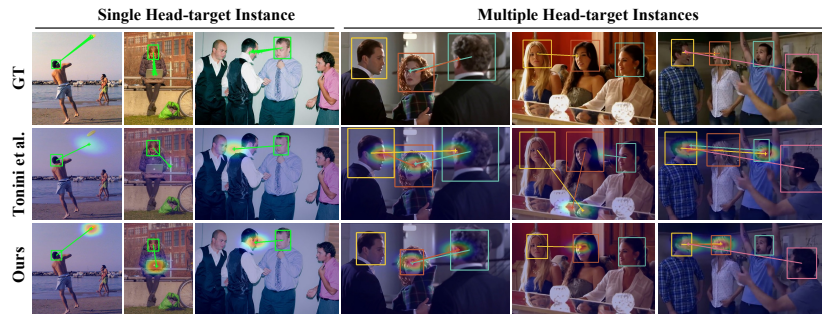 Single Head-target Instance
Multiple Head-target Instances
GT
Tonini et al.
Ours